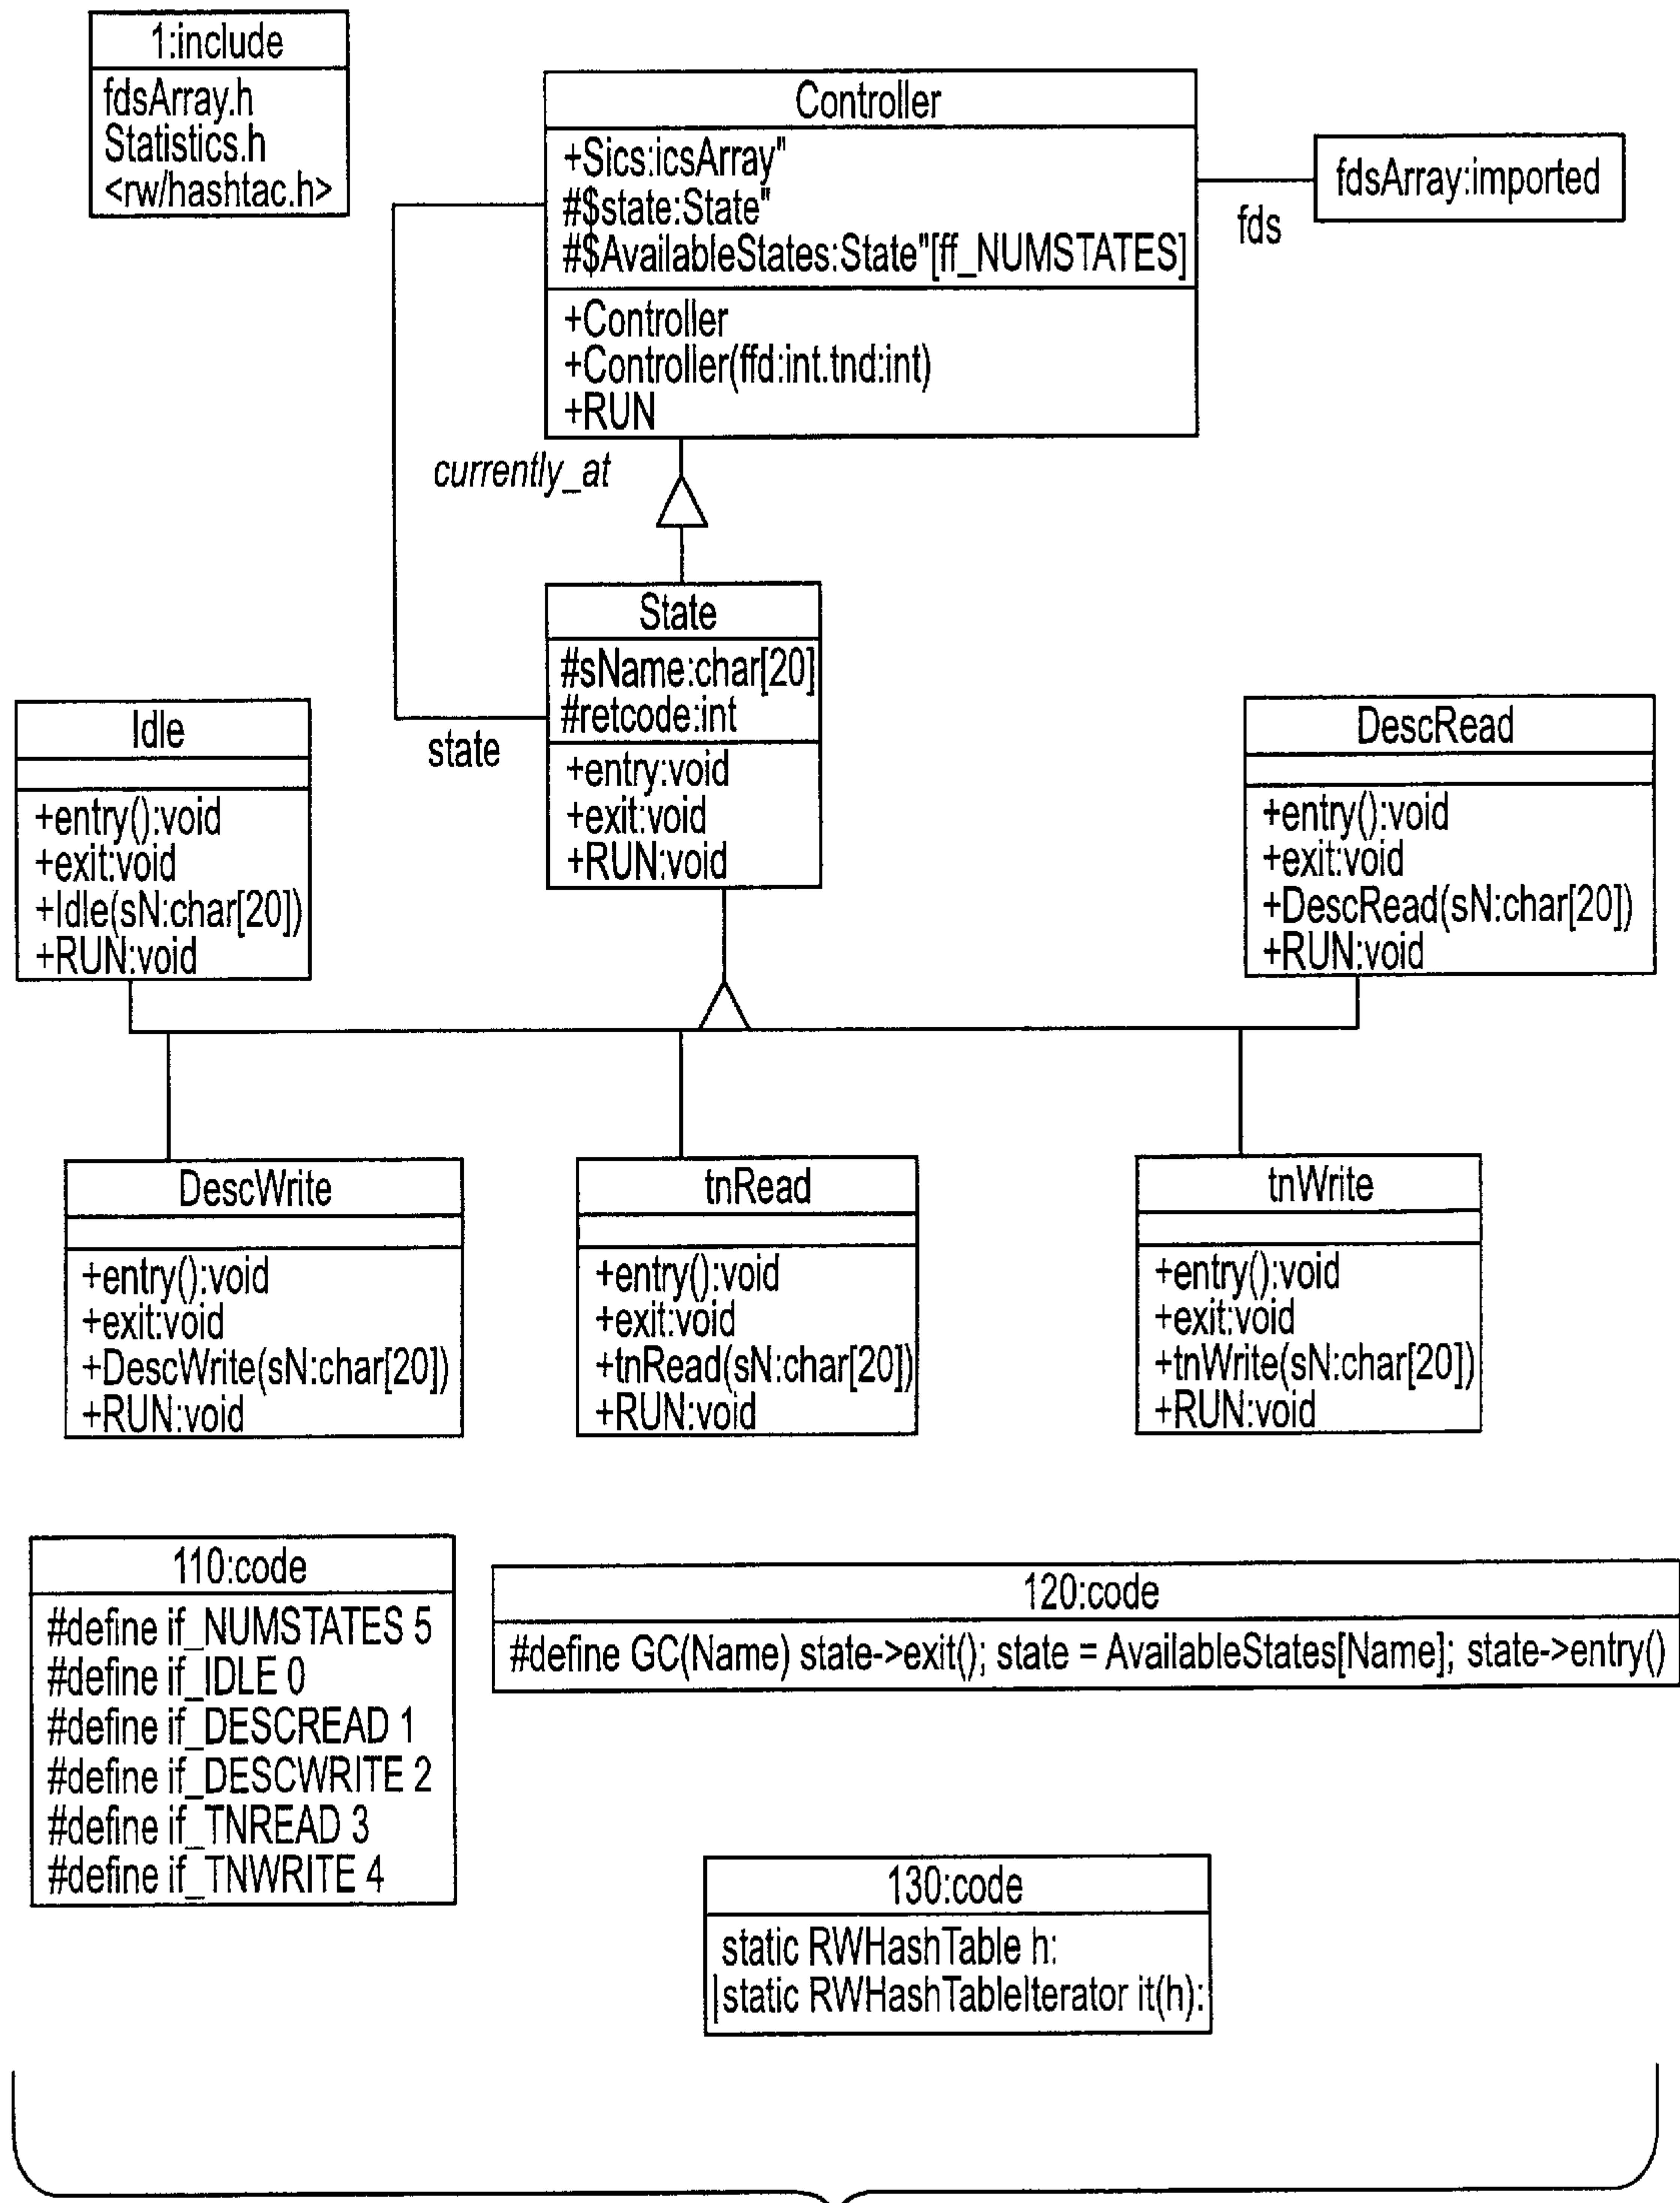 1:include
fdsArray.h
Statistics.h
<rw/hashtac.h>
Controller
+Sics:icsArray"
#$state:State"
#$AvailableStates:State"[ff_NUMSTATES]
+Controller
+Controller(ffd:int.tnd:int)
+RUN
fdsArray:imported
fds
currently_at
State
#sName:char[20]
#retcode:int
+entry:void
+exit:void
+RUN:void
state
Idle
+entry():void
+exit:void
+Idle(sN:char[20])
+RUN:void
DescRead
+entry():void
+exit:void
+DescRead(sN:char[20])
+RUN:void
DescWrite
+entry():void
+exit:void
+DescWrite(sN:char[20])
+RUN:void
tnRead
+entry():void
+exit:void
+tnRead(sN:char[20])
+RUN:void
tnWrite
+entry():void
+exit:void
+tnWrite(sN:char[20])
+RUN:void
110:code
#define if_NUMSTATES 5
#define if_IDLE 0
#define if_DESCREAD 1
#define if_DESCWRITE 2
#define if_TNREAD 3
#define if_TNWRITE 4
120:code
#define GC(Name) state->exit(); state = AvailableStates[Name]; state->entry()
130:code
static RWHashTable h:
|static RWHashTableIterator it(h):